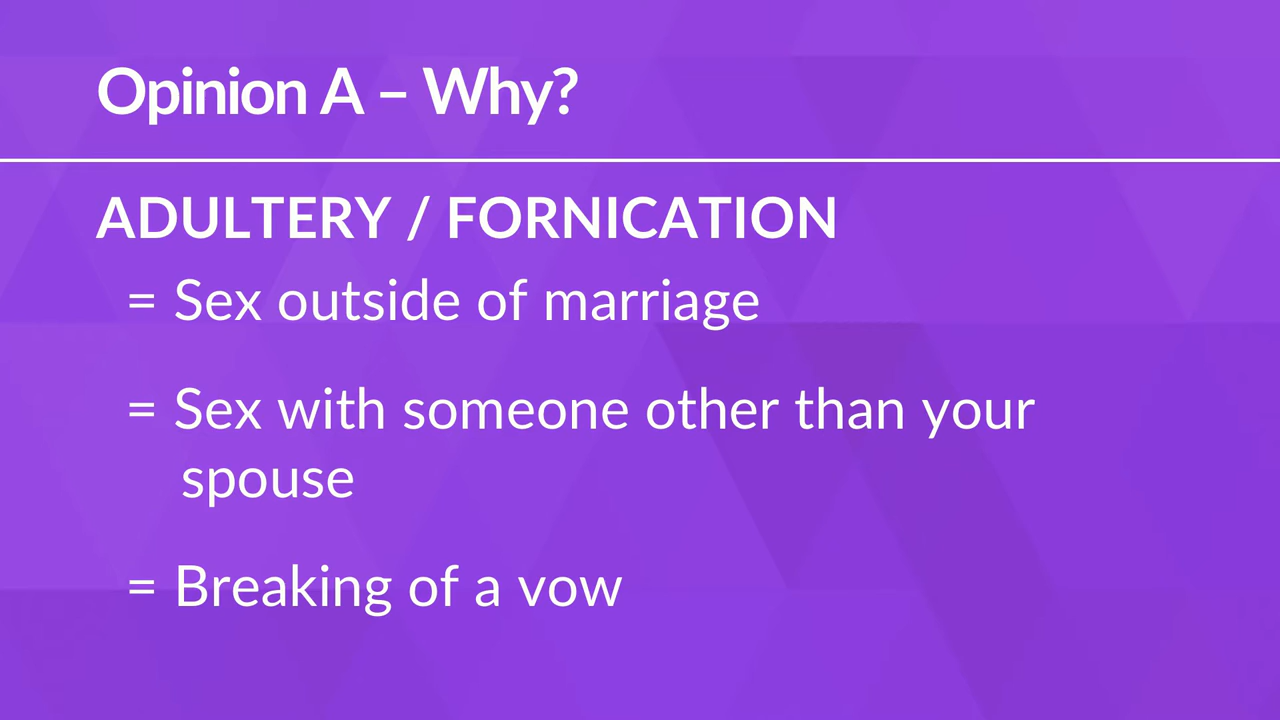 Opinion A – Why?
ADULTERY / FORNICATION
= Sex outside of marriage
= Sex with someone other than your
spouse
= Breaking of a vow